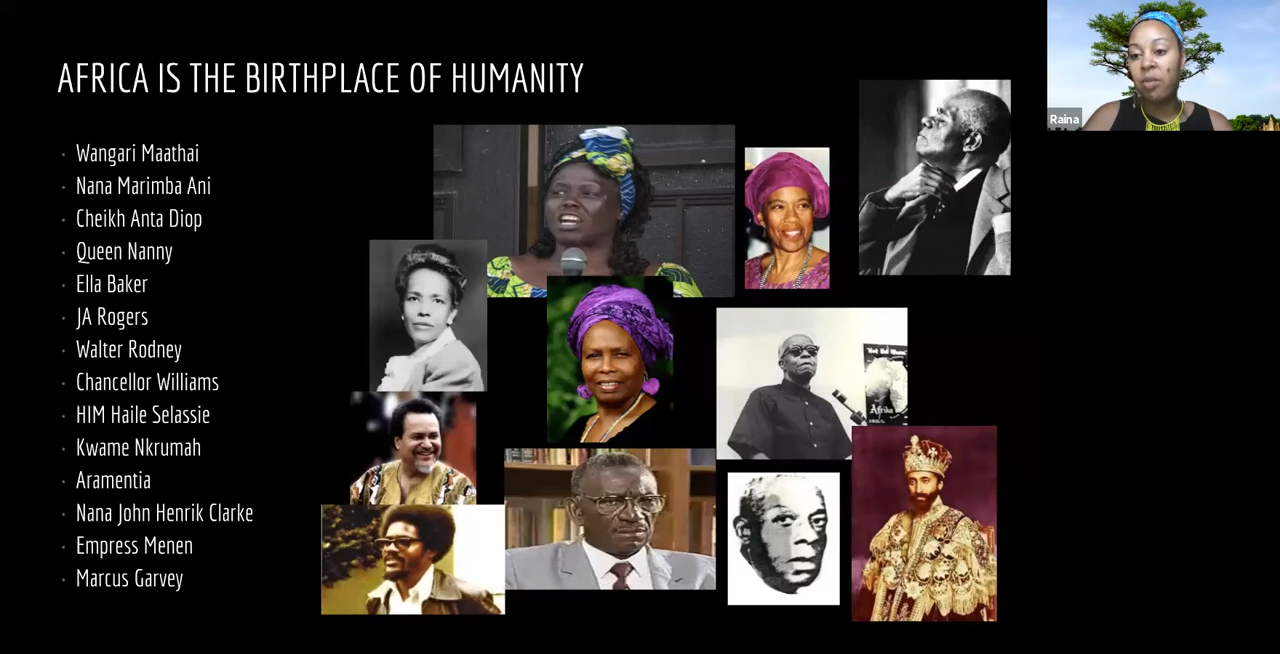 AFRICA IS THE BIRTHPLACE OF HUMANITY
Wangari Maathai
Nana Marimba Ani
Cheikh Anta Diop
Queen Nanny
Ella Baker
JA Rogers
Walter Rodney
Chancellor Williams
HIM Haile Selassie
Kwame Nkrumah
Aramentia
Nana John Henrik Clarke
Empress Menen
Marcus Garvey
Afrika
Raina